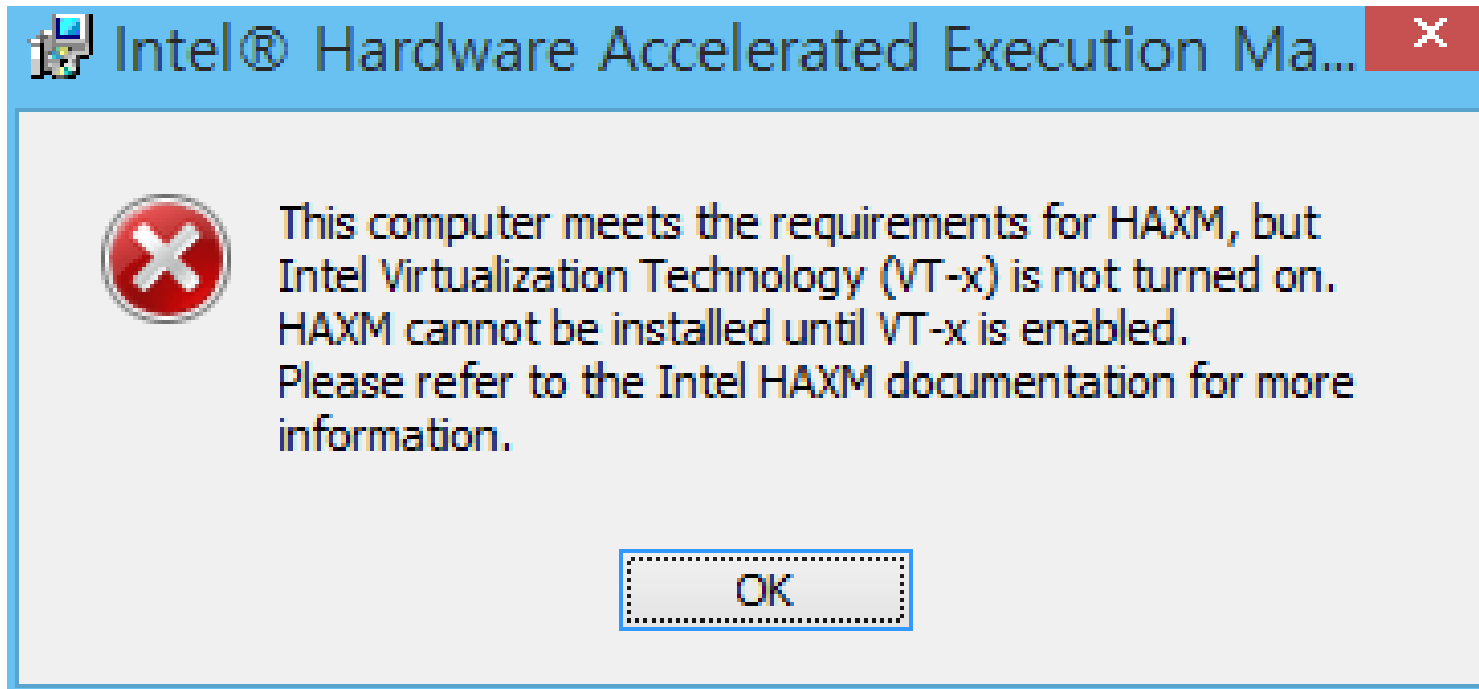 Intel® Hardware Accelerated Execution Ma...
This computer meets the requirements for HAXM, but
Intel Virtualization Technology (VT-x) is not turned on.
HAXM cannot be installed until VT-x is enabled.
Please refer to the Intel HAXM documentation for more
information.
OK